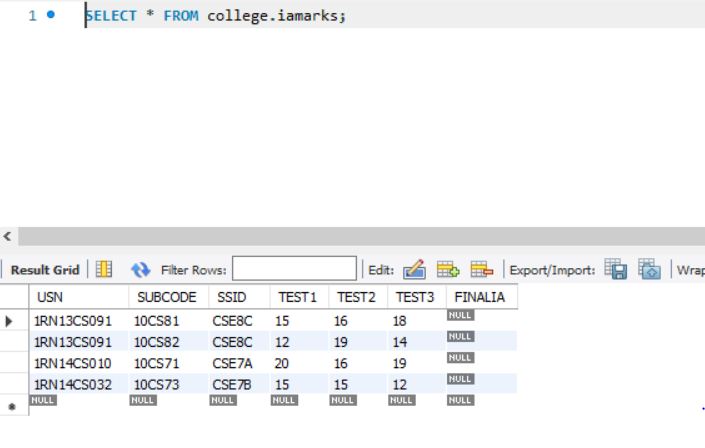 1 SELECT * FROM college.iamarks;
Result Grid Filter Rows: Edit: Export/Import: Wrap
USN SUBCODE SSID TEST1 TEST2 TEST3 FINALIA
1RN13CS091 10CS81 CSE8C 15 16 18 NULL
1RN13CS091 10CS82 CSE8C 12 19 14 NULL
1RN14CS010 10CS71 CSE7A 20 16 19 NULL
1RN14CS032 10CS73 CSE7B 15 15 12 NULL
NULL NULL NULL NULL NULL NULL NULL